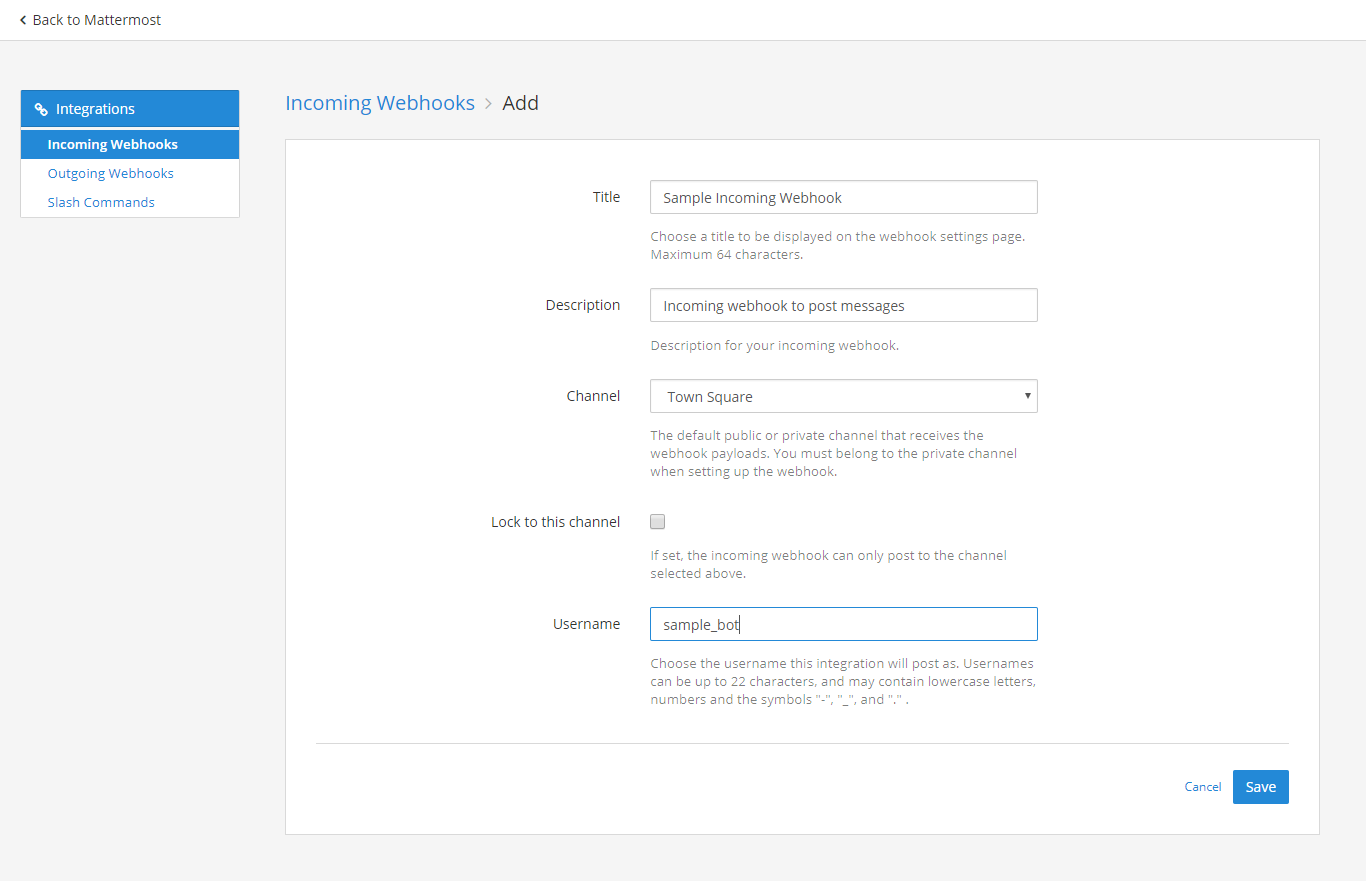 Back to Mattermost
Integrations
Incoming Webhooks
Outgoing Webhooks
Slash Commands
Incoming Webhooks > Add
Title
Sample Incoming Webhook
Choose a title to be displayed on the webhook settings page.
Maximum 64 characters.
Description
Incoming webhook to post messages
Description for your incoming webhook.
Channel
Town Square
The default public or private channel that receives the
webhook payloads. You must belong to the private channel
when setting up the webhook.
Lock to this channel
If set, the incoming webhook can only post to the channel
selected above.
Username
sample_bot
Choose the username this integration will post as. Usernames
can be up to 22 characters, and may contain lowercase letters,
numbers and the symbols "-", "_", and "." .
Cancel
Save